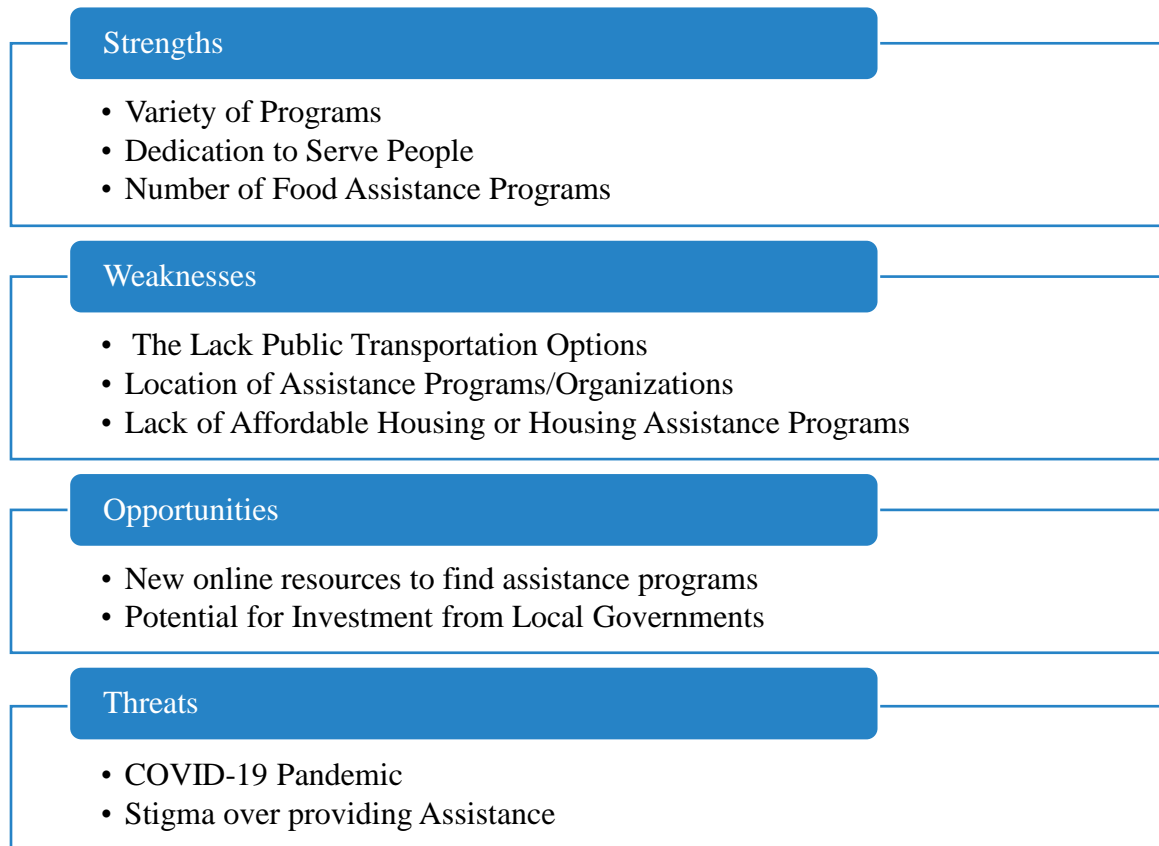 Strengths
• Variety of Programs
• Dedication to Serve People
• Number of Food Assistance Programs
Weaknesses
• The Lack Public Transportation Options
• Location of Assistance Programs/Organizations
• Lack of Affordable Housing or Housing Assistance Programs
Opportunities
• New online resources to find assistance programs
• Potential for Investment from Local Governments
Threats
• COVID-19 Pandemic
• Stigma over providing Assistance